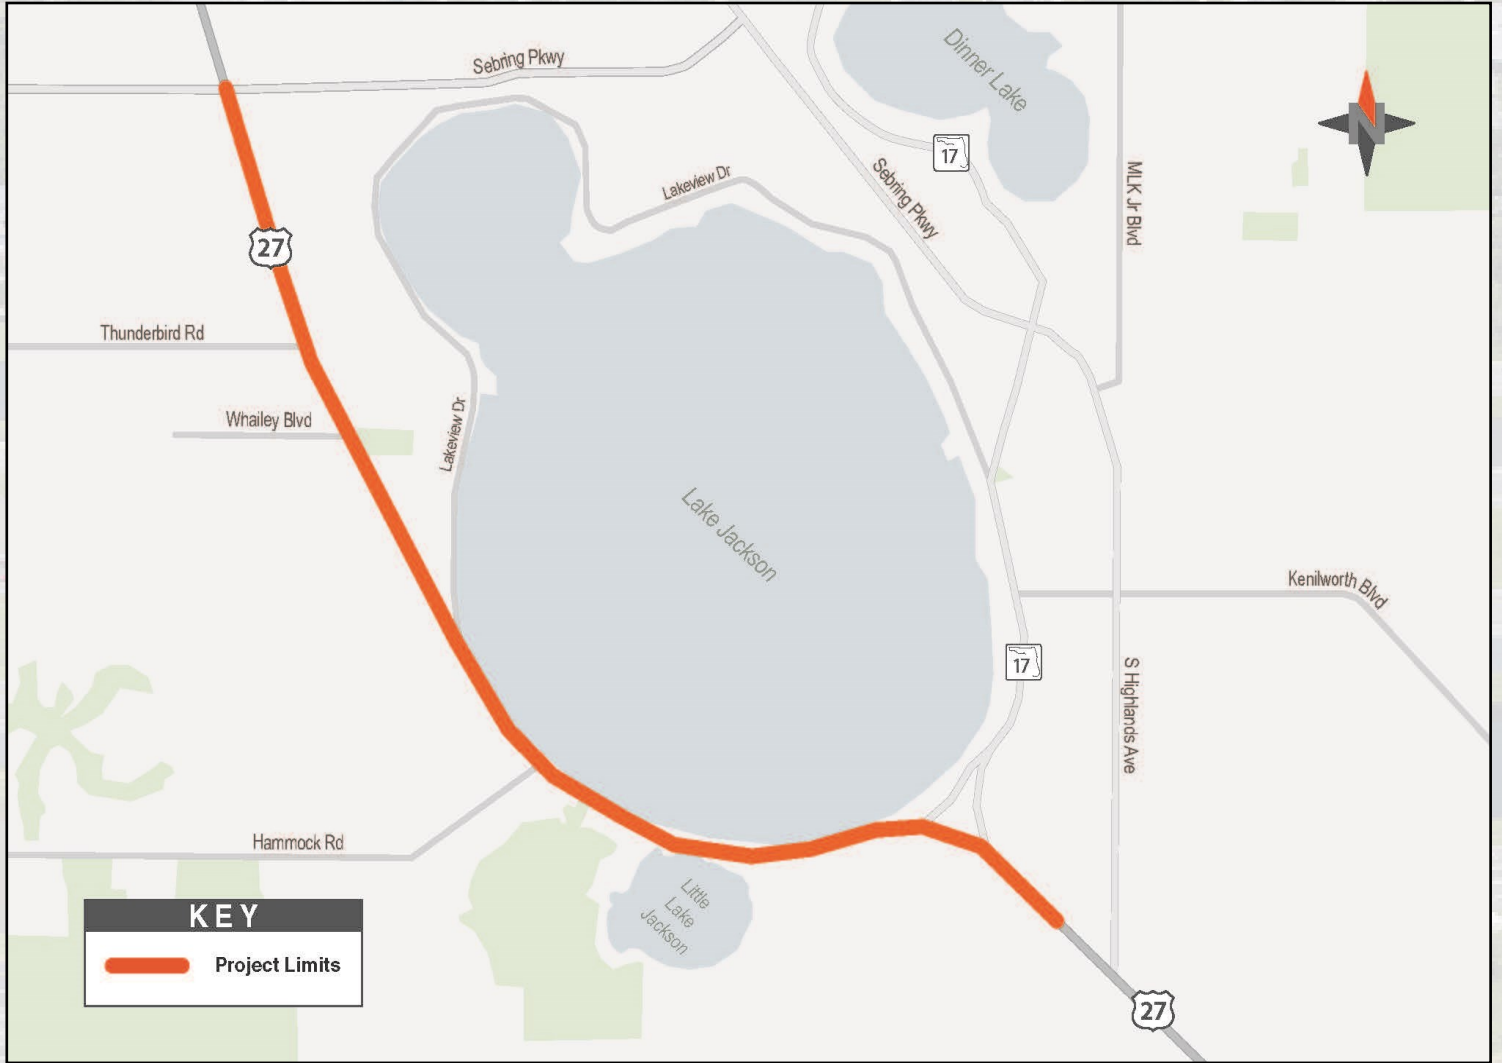 Sebring Pkwy
Dinner Lake
17
N
Lakeview Dr
Sebring Pkwy
MLK Jr Blvd
27
Thunderbird Rd
Whailey Blvd
Lakeview Dr
Lake Jackson
Kenilworth Blvd
17
S Highlands Ave
Hammock Rd
Little
Lake
Jackson
KEY
Project Limits
27